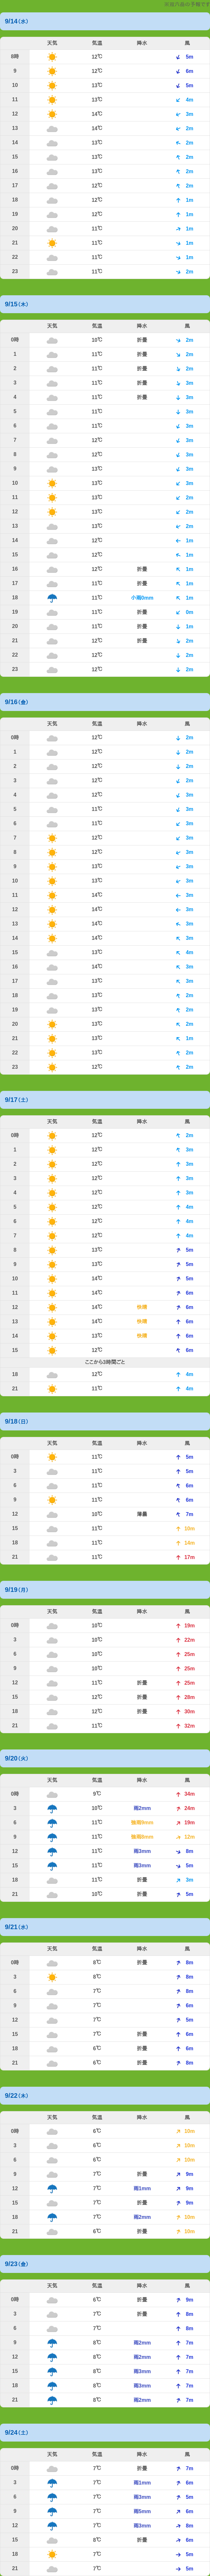 9/14(水)
天気 気温 降水 風
8時 12℃ 5m
9 12℃ 6m
10 13℃ 5m
11 13℃ 4m
12 14℃ 3m
13 14℃ 2m
14 13℃ 2m
15 13℃ 2m
16 13℃ 2m
17 12℃ 2m
18 12℃ 1m
19 12℃ 1m
20 11℃ 1m
21 11℃ 1m
22 11℃ 1m
23 11℃ 2m
9/15(木)
天気 気温 降水 風
0時 10℃ 折畳 2m
1 11℃ 折畳 2m
2 11℃ 折畳 2m
3 11℃ 折畳 3m
4 11℃ 折畳 3m
5 11℃ 3m
6 11℃ 3m
7 12℃ 3m
8 12℃ 3m
9 13℃ 3m
10 13℃ 3m
11 13℃ 2m
12 13℃ 2m
13 13℃ 2m
14 12℃ 1m
15 12℃ 1m
16 12℃ 折畳 1m
17 11℃ 折畳 1m
18 11℃ 小雨0mm 1m
19 11℃ 折畳 0m
20 11℃ 折畳 1m
21 12℃ 折畳 2m
22 12℃ 2m
23 12℃ 2m
9/16(金)
天気 気温 降水 風
0時 12℃ 2m
1 12℃ 2m
2 12℃ 2m
3 12℃ 2m
4 12℃ 3m
5 11℃ 3m
6 11℃ 3m
7 12℃ 3m
8 12℃ 3m
9 13℃ 3m
10 13℃ 3m
11 14℃ 3m
12 14℃ 3m
13 14℃ 3m
14 14℃ 3m
15 13℃ 4m
16 14℃ 3m
17 13℃ 3m
18 13℃ 2m
19 13℃ 2m
20 13℃ 2m
21 13℃ 1m
22 12℃ 2m
23 12℃ 2m
9/17(土)
天気 気温 降水 風
0時 12℃ 2m
1 12℃ 3m
2 12℃ 3m
3 12℃ 3m
4 12℃ 3m
5 12℃ 4m
6 12℃ 4m
7 12℃ 4m
8 13℃ 5m
9 13℃ 5m
10 14℃ 5m
11 14℃ 6m
12 14℃ 快晴 6m
13 14℃ 快晴 6m
14 13℃ 快晴 6m
15 12℃ 6m
ここから3時間ごと
18 12℃ 4m
21 11℃ 4m
9/18(日)
天気 気温 降水 風
0時 11℃ 5m
3 11℃ 5m
6 11℃ 6m
9 11℃ 6m
12 10℃ 7m
15 11℃ 10m
18 11℃ 14m
21 11℃ 17m
9/19(月)
天気 気温 降水 風
0時 10℃ 19m
3 10℃ 22m
6 10℃ 25m
9 10℃ 25m
12 11℃ 折畳 25m
15 12℃ 折畳 28m
18 12℃ 折畳 30m
21 11℃ 32m
9/20(火)
天気 気温 降水 風
0時 9℃ 34m
3 10℃ 雨2mm 24m
6 11℃ 19m
9 11℃ 12m
12 11℃ 雨3mm 8m
15 11℃ 雨3mm 5m
18 11℃ 折畳 3m
21 10℃ 折畳 5m
9/21(水)
天気 気温 降水 風
0時 8℃ 折畳 8m
3 8℃ 8m
6 7℃ 8m
9 7℃ 6m
12 7℃ 5m
15 7℃ 折畳 6m
18 6℃ 折畳 6m
21 6℃ 折畳 8m
9/22(木)
天気 気温 降水 風
0時 6℃ 10m
3 6℃ 10m
6 6℃ 10m
9 7℃ 折畳 9m
12 7℃ 雨1mm 9m
15 7℃ 折畳 9m
18 7℃ 雨2mm 10m
21 6℃ 折畳 10m
9/23(金)
天気 気温 降水 風
0時 6℃ 折畳 9m
3 7℃ 折畳 8m
6 7℃ 8m
9 8℃ 雨2mm 7m
12 8℃ 雨2mm 7m
15 8℃ 雨3mm 7m
18 8℃ 雨3mm 7m
21 8℃ 雨2mm 7m
9/24(土)
天気 気温 降水 風
0時 7℃ 折畳 7m
3 7℃ 雨1mm 6m
6 7℃ 雨3mm 5m
9 7℃ 雨5mm 6m
12 7℃ 雨3mm 8m
15 8℃ 折畳 6m
18 7℃ 5m
21 7℃ 5m